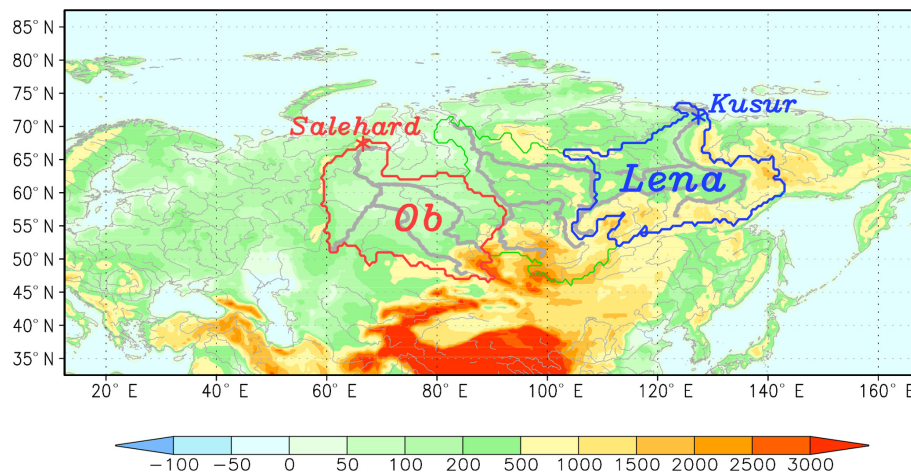 85° N
80° N
75° N
70° N
65° N
60° N
55° N
50° N
45° N
40° N
35° N
Kusur
Salehard
Lena
Ob
20° E 40° E 60° E 80° E 100° E 120° E 140° E 160° E
-100 -50 0 50 100 200 500 1000 1500 2000 2500 3000